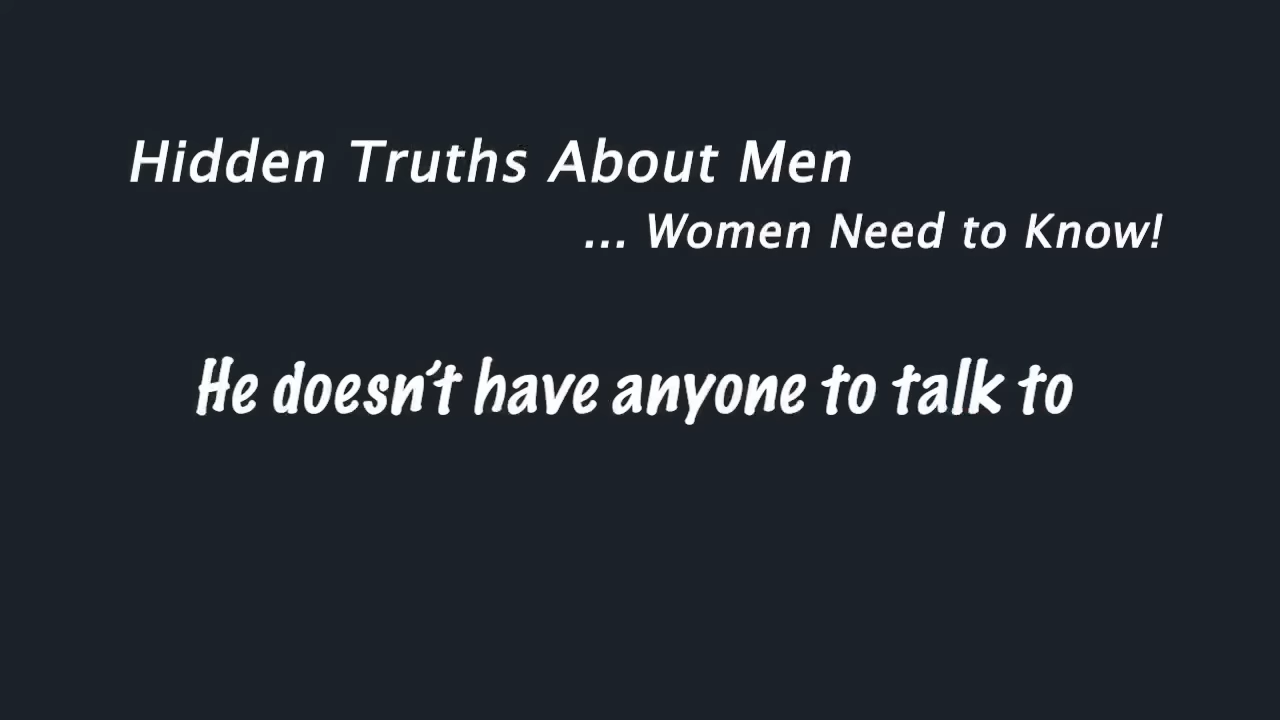 Hidden Truths About Men
... Women Need to Know!
He doesn't have anyone to talk to